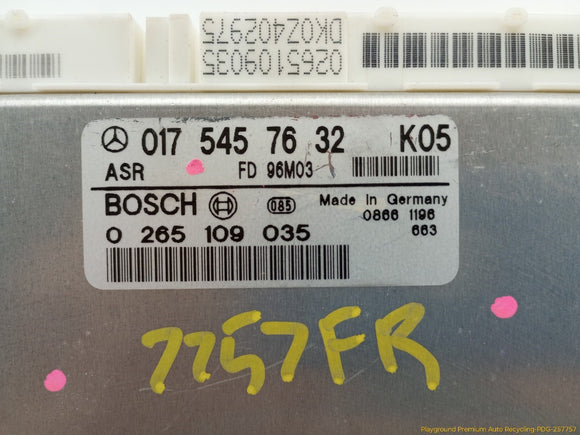 0265109035
DK0Z402975
017 545 76 32 K05
ASR FD 96M03
BOSCH 085 Made in Germany
0866 1196
0 265 109 035 663
7757FR
Playground Premium Auto Recycling-PDG-257757